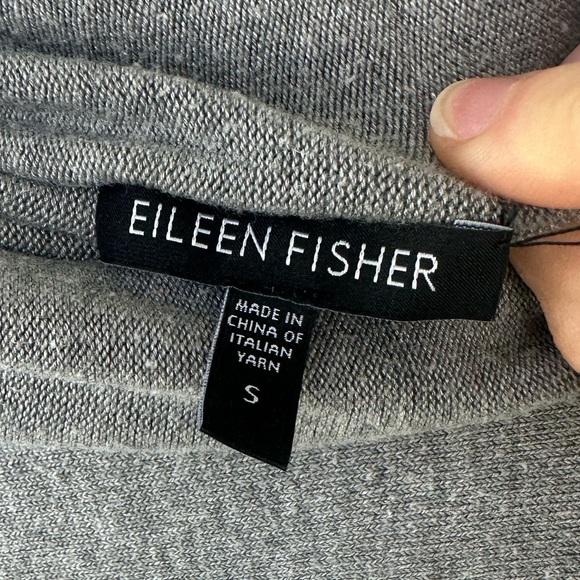 EILEEN FISHER
MADE IN
CHINA OF
ITALIAN
YARN
S